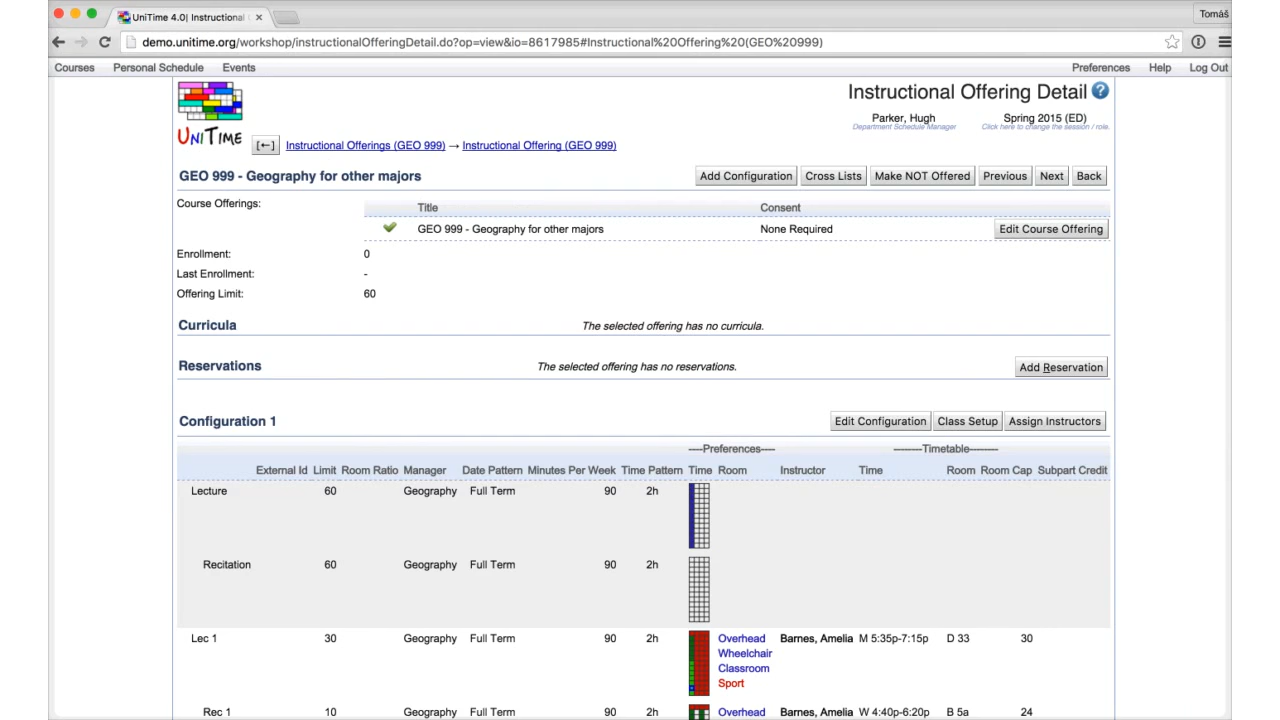 UniTime 4.0| Instructional
Tomáš
demo.unitime.org/workshop/instructionalOfferingDetail.do?op=view&io=8617985#Instructional%20Offering%20(GEO%20999)
Courses Personal Schedule Events Preferences Help Log Out
UNITIME
Instructional Offering Detail ?
Parker, Hugh Spring 2015 (ED)
Department Schedule Manager Click here to change the session / role.
[←] Instructional Offerings (GEO 999) → Instructional Offering (GEO 999)
GEO 999 - Geography for other majors Add Configuration Cross Lists Make NOT Offered Previous Next Back
Course Offerings: Title Consent
GEO 999 - Geography for other majors None Required Edit Course Offering
Enrollment: 0
Last Enrollment: -
Offering Limit: 60
Curricula The selected offering has no curricula.
Reservations The selected offering has no reservations. Add Reservation
Configuration 1 Edit Configuration Class Setup Assign Instructors
----Preferences---- --------Timetable--------
External Id Limit Room Ratio Manager Date Pattern Minutes Per Week Time Pattern Time Room Instructor Time Room Room Cap Subpart Credit
Lecture 60 Geography Full Term 90 2h
Recitation 60 Geography Full Term 90 2h
Lec 1 30 Geography Full Term 90 2h Overhead Barnes, Amelia M 5:35p-7:15p D 33 30
Wheelchair
Classroom
Sport
Rec 1 10 Geography Full Term 90 2h Overhead Barnes, Amelia W 4:40p-6:20p B 5a 24